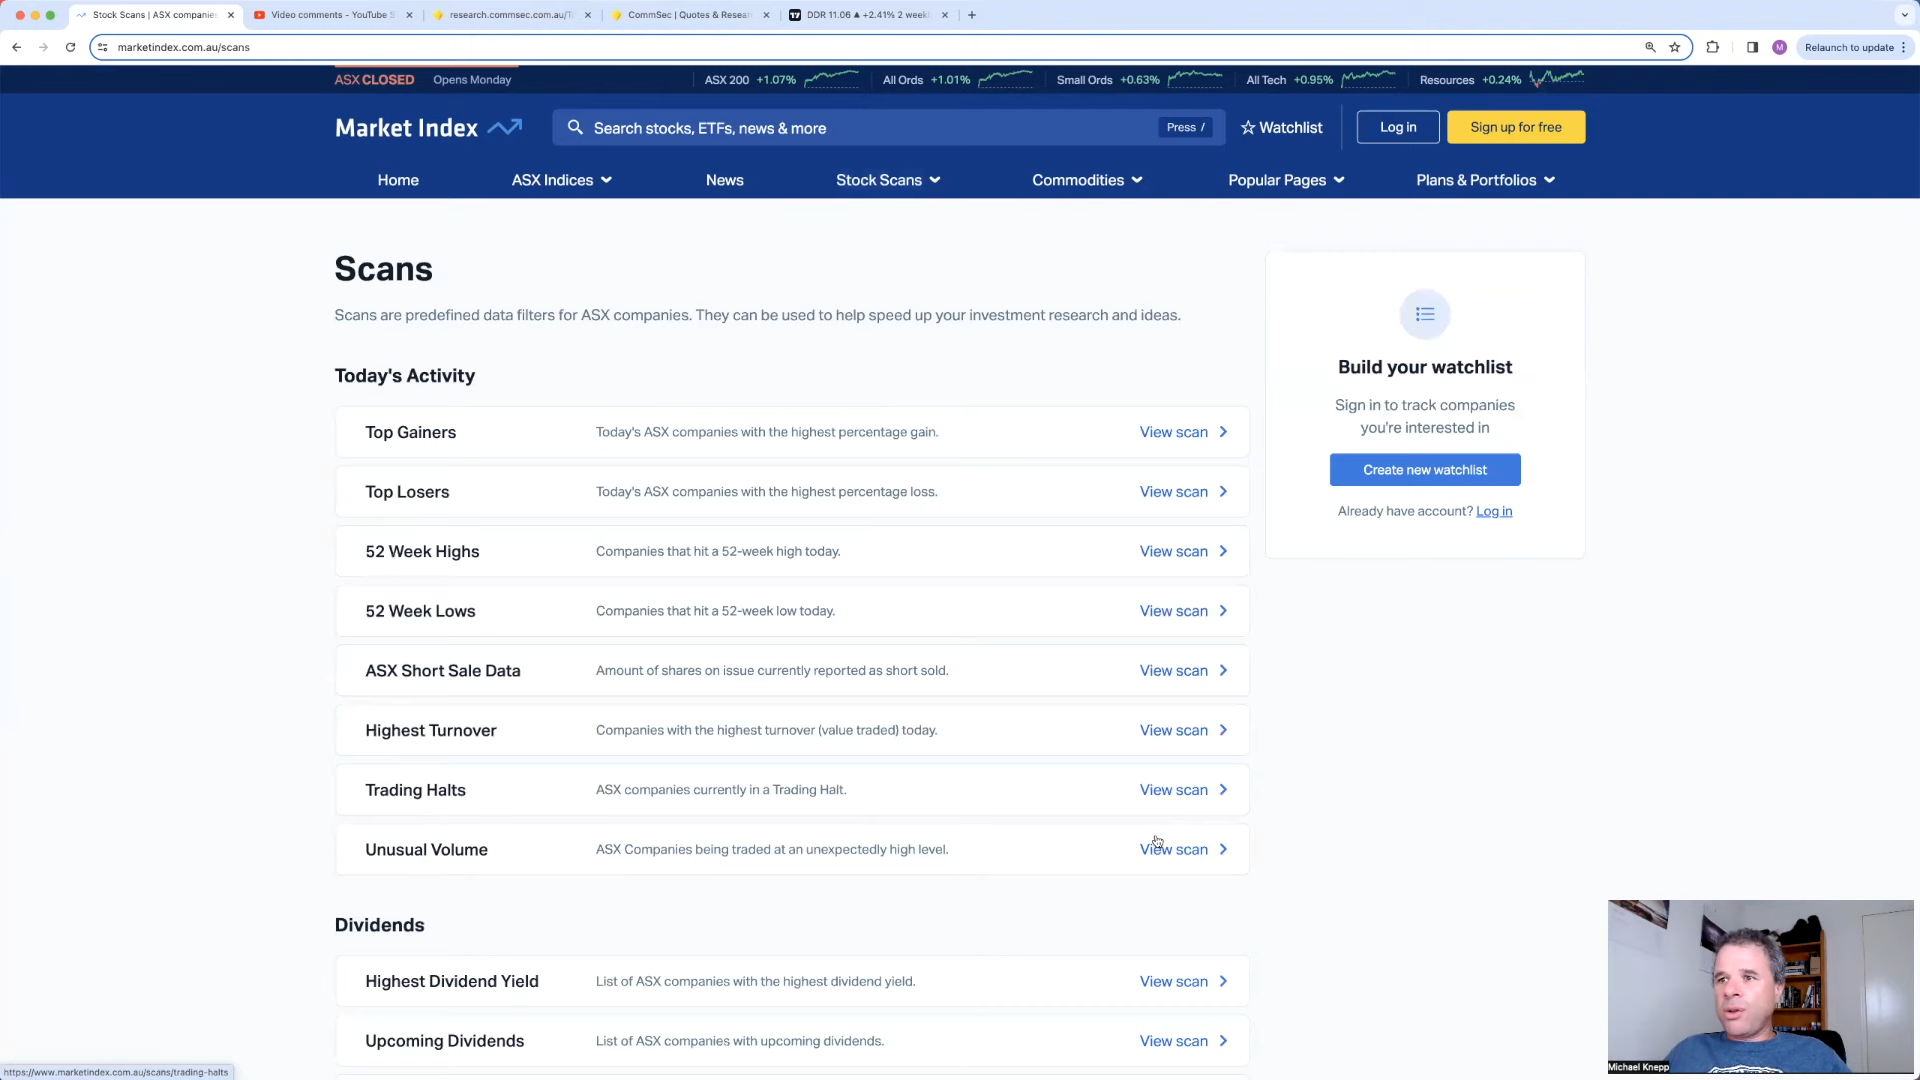 Stock Scans | ASX companies
Video comments - YouTube S
research.commsec.com.au/T
CommSec | Quotes & Resear
DDR 11.06 ▲ +2.41% 2 week
marketindex.com.au/scans
M
Relaunch to update
ASX CLOSED
Opens Monday
ASX 200 +1.07%
All Ords +1.01%
Small Ords +0.63%
All Tech +0.95%
Resources +0.24%
Market Index
Search stocks, ETFs, news & more
Press /
Watchlist
Log in
Sign up for free
Home
ASX Indices
News
Stock Scans
Commodities
Popular Pages
Plans & Portfolios
Scans
Scans are predefined data filters for ASX companies. They can be used to help speed up your investment research and ideas.
Today's Activity
Top Gainers
Today's ASX companies with the highest percentage gain.
View scan
Top Losers
Today's ASX companies with the highest percentage loss.
View scan
52 Week Highs
Companies that hit a 52-week high today.
View scan
52 Week Lows
Companies that hit a 52-week low today.
View scan
ASX Short Sale Data
Amount of shares on issue currently reported as short sold.
View scan
Highest Turnover
Companies with the highest turnover (value traded) today.
View scan
Trading Halts
ASX companies currently in a Trading Halt.
View scan
Unusual Volume
ASX Companies being traded at an unexpectedly high level.
View scan
Dividends
Highest Dividend Yield
List of ASX companies with the highest dividend yield.
View scan
Upcoming Dividends
List of ASX companies with upcoming dividends.
View scan
Build your watchlist
Sign in to track companies
you're interested in
Create new watchlist
Already have account? Log in
https://www.marketindex.com.au/scans/trading-halts
Michael Knepp